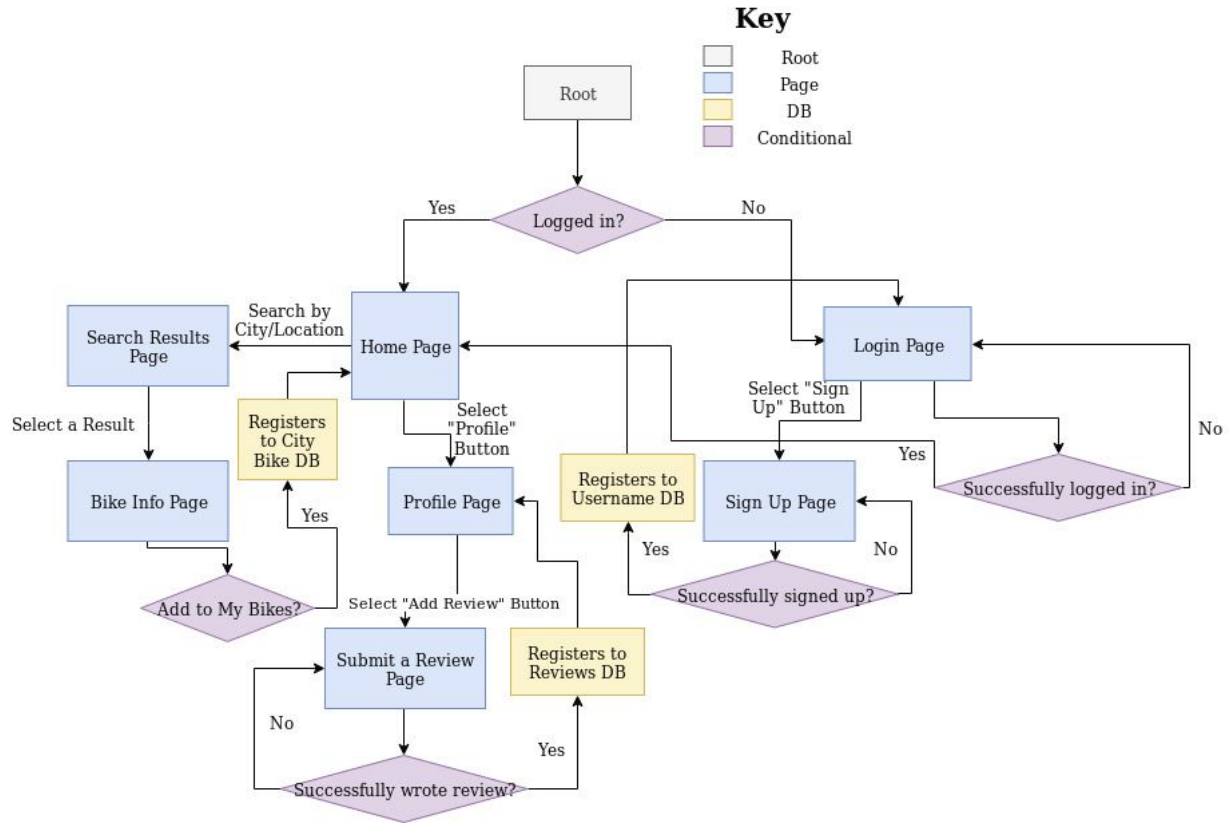 Key
Root
Page
DB
Conditional
Root
Logged in?
Yes
No
Search by
City/Location
Search Results
Page
Home Page
Login Page
Select a Result
Registers
to City
Bike DB
Select
"Profile"
Button
Select "Sign
Up" Button
No
Yes
Bike Info Page
Yes
Profile Page
Registers to
Username DB
Sign Up Page
Successfully logged in?
Yes
No
Add to My Bikes?
Select "Add Review" Button
Successfully signed up?
Submit a Review
Page
Registers to
Reviews DB
No
Yes
Successfully wrote review?